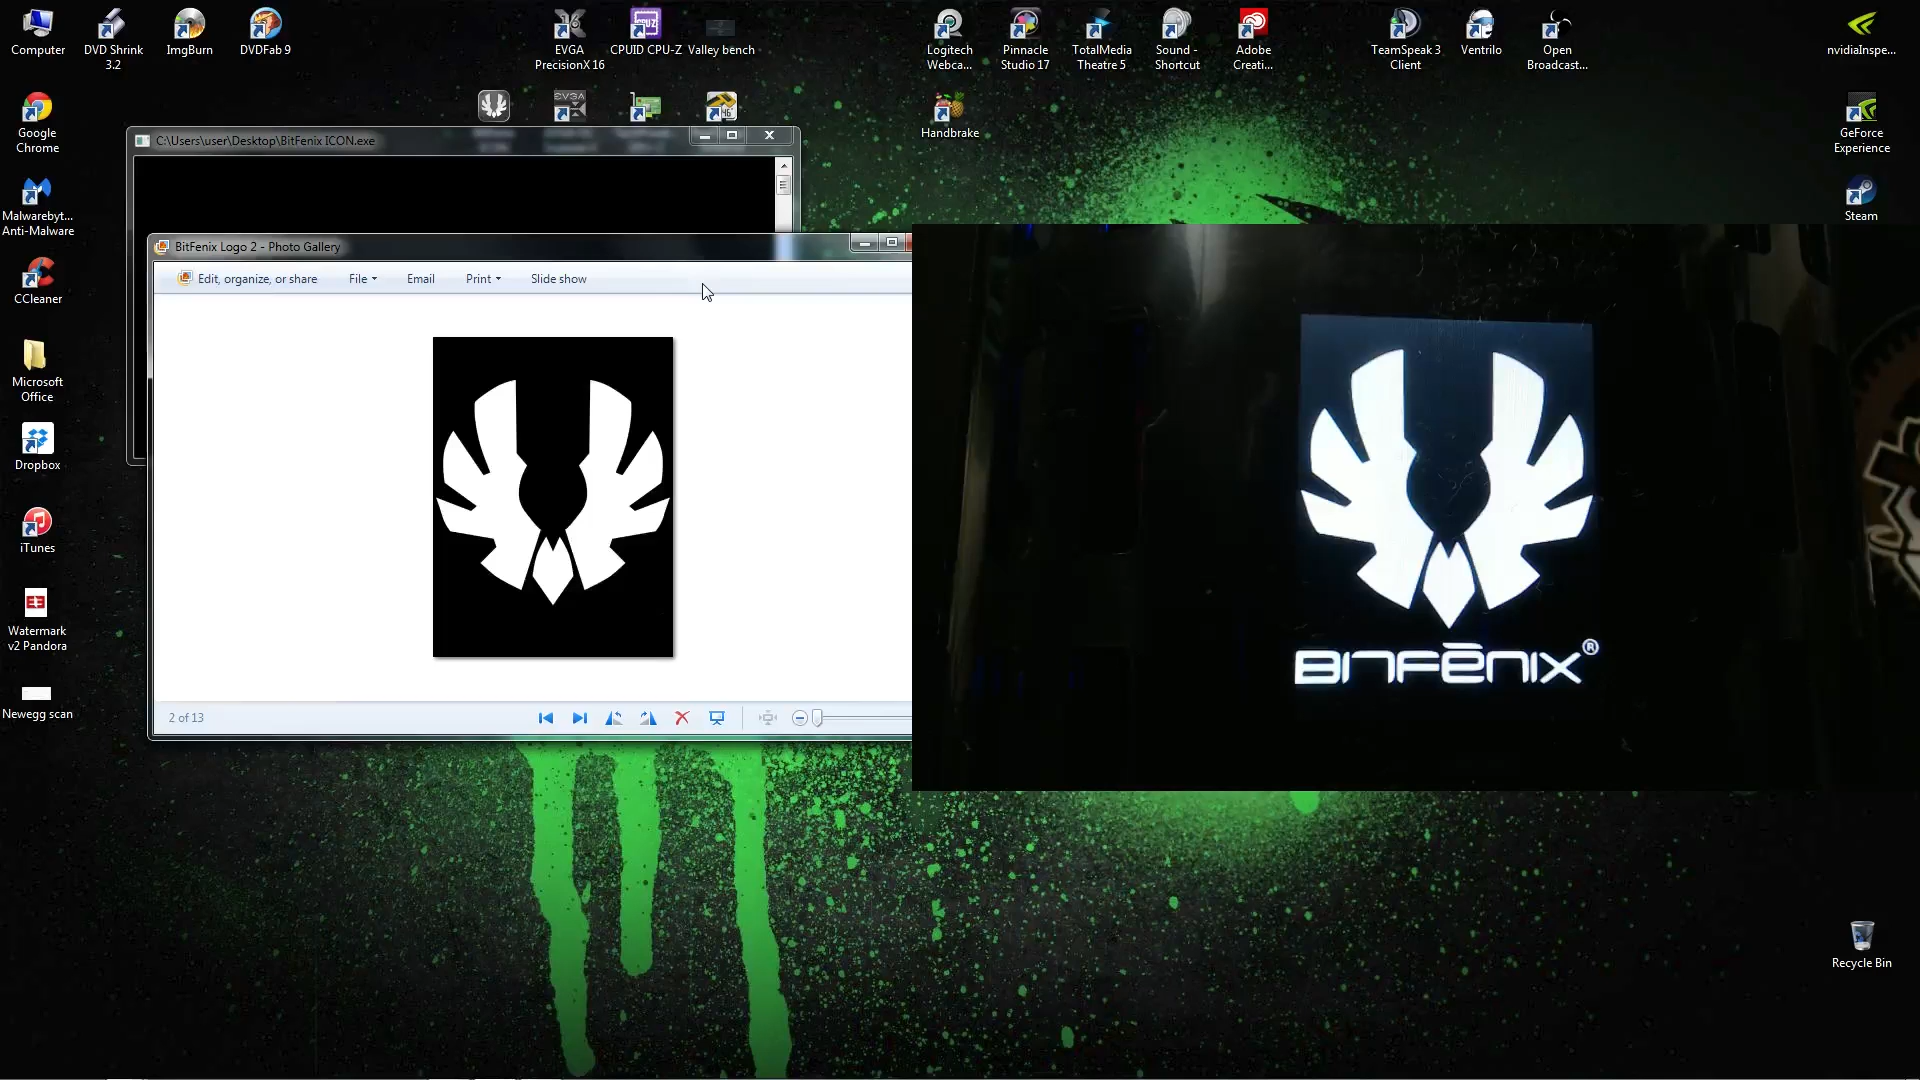 Computer
DVD Shrink
3.2
ImgBurn
DVDFab 9
EVGA
PrecisionX 16
CPUID CPU-Z
Valley bench
Logitech
Webca...
Pinnacle
Studio 17
TotalMedia
Theatre 5
Sound -
Shortcut
Adobe
Creati...
TeamSpeak 3
Client
Ventrilo
Open
Broadcast...
nvidiaInspe...
Google
Chrome
Handbrake
GeForce
Experience
C:\Users\user\Desktop\BitFenix ICON.exe
Malwarebyt...
Anti-Malware
Steam
BitFenix Logo 2 - Photo Gallery
Edit, organize, or share
File
Email
Print
Slide show
CCleaner
Microsoft
Office
Dropbox
iTunes
Watermark
v2 Pandora
BITFĒNIX®
Newegg scan
2 of 13
Recycle Bin